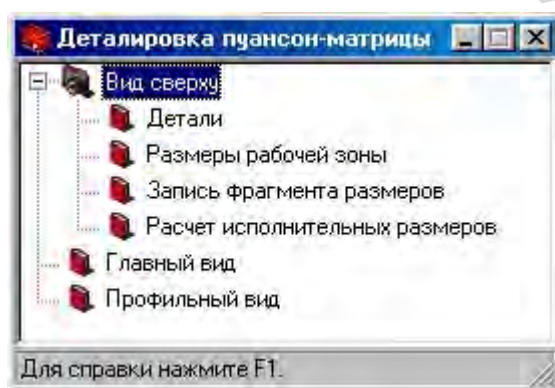 Деталировка пуансон-матрицы
Вид сверху
Детали
Размеры рабочей зоны
Запись фрагмента размеров
Расчет исполнительных размеров
Главный вид
Профильный вид
Для справки нажмите F1.